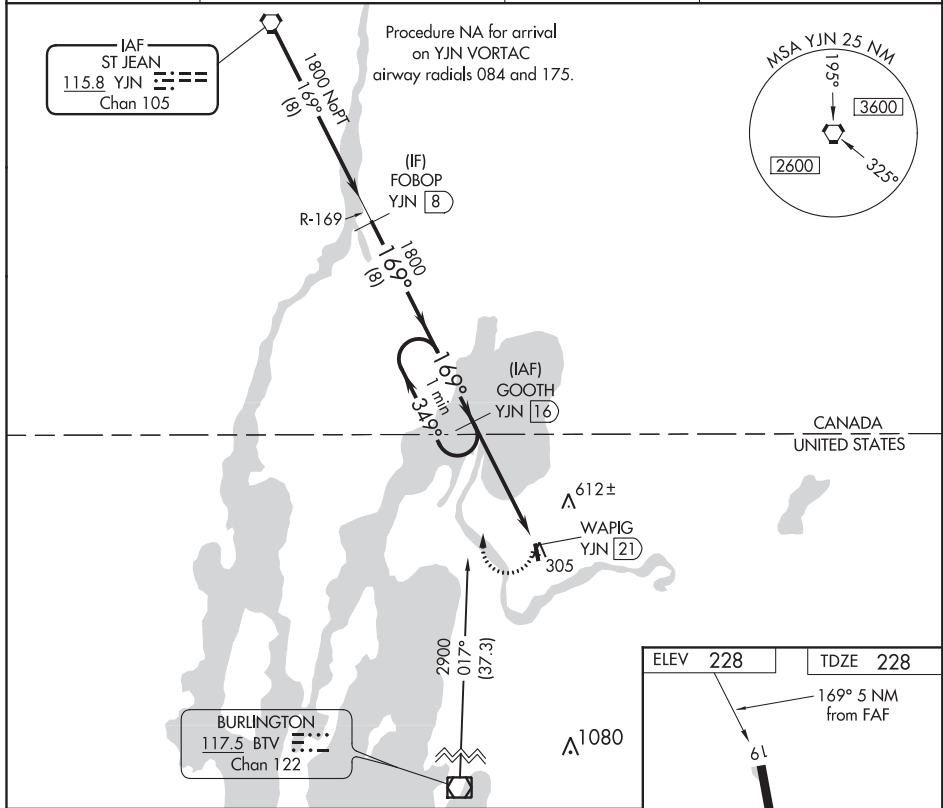 IAF
ST JEAN
115.8 YJN
Chan 105
Procedure NA for arrival
on YJN VORTAC
airway radials 084 and 175.
MSA YJN 25 NM
195°
3600
2600
325°
1800 NoPT
169°
(8)
(IF)
FOBOP
YJN 8
R-169
1800
169°
(8)
169°
1 min
349°
(IAF)
GOOTH
YJN 16
CANADA
UNITED STATES
612±
WAPIG
YJN 21
305
2900
017°
(37.3)
BURLINGTON
117.5 BTV
Chan 122
1080
ELEV 228
TDZE 228
169° 5 NM
from FAF
19